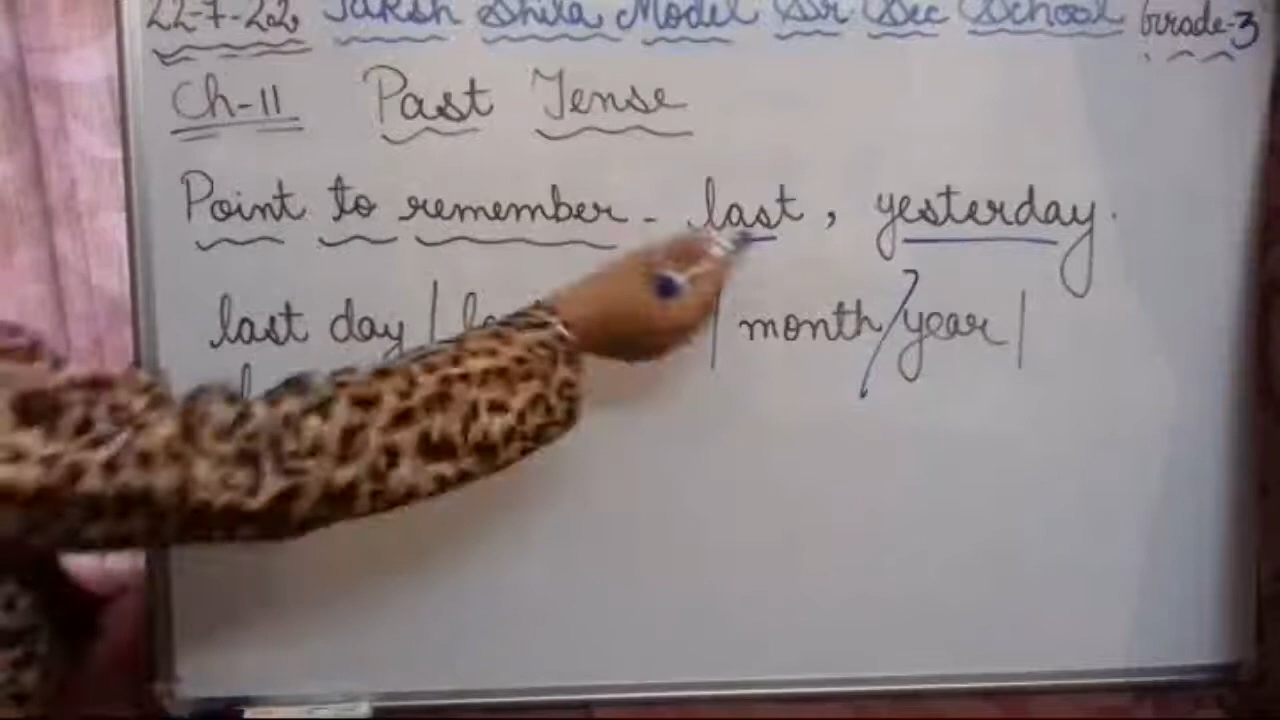 22-7-22 Taksh Shila Model Sr Sec School Grade-3
Ch-11 Past Tense
Point to remember - last, yesterday.
last day / / month/year /